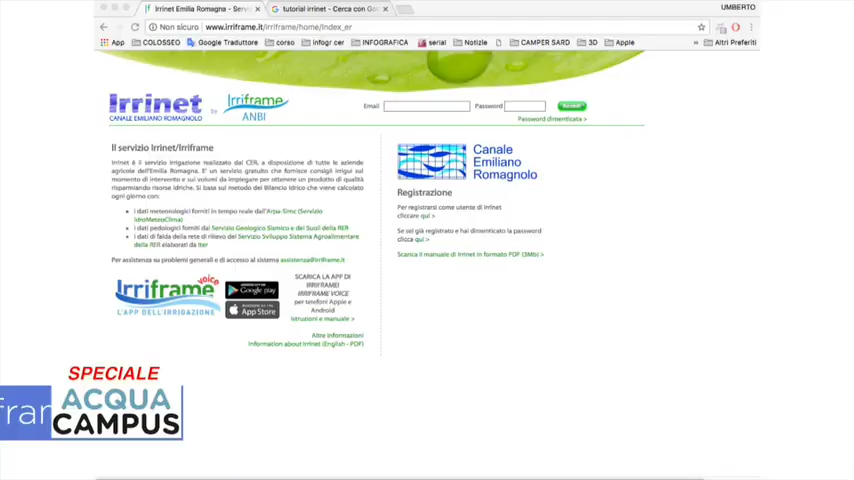 Irrinet Emilia Romagna - Servi
tutorial irrinet - Cerca con Goo
UMBERTO
Non sicuro
www.irriframe.it/irriframe/home/Index_er
App
COLOSSEO
Google Traduttore
corso
infogr cer
INFOGRAFICA
serial
Notizie
CAMPER SARD
3D
Apple
»
Altri Preferiti
Irrinet
CANALE EMILIANO ROMAGNOLO
by
Irriframe
ANBI
Email
Password
Accedi
Password dimenticata >
Il servizio Irrinet/Irriframe
Irrinet è il servizio irrigazione realizzato dal CER, a disposizione di tutte le aziende
agricole dell'Emilia Romagna. E' un servizio gratuito che fornisce consigli irrigui sul
momento di intervento e sui volumi da impiegare per ottenere un prodotto di qualità
risparmiando risorse idriche. Si basa sul metodo del Bilancio Idrico che viene calcolato
ogni giorno con:
i dati meteorologici forniti in tempo reale dall'Arpa-Simc (Servizio
IdroMeteoClima)
i dati pedologici forniti dal Servizio Geologico Sismico e dei Suoli della RER
i dati di falda della rete di rilievo del Servizio Sviluppo Sistema Agroalimentare
della RER elaborati da Iter
Per assistenza su problemi generali e di accesso al sistema assistenza@irriframe.it
Irriframe voice
L'APP DELL'IRRIGAZIONE
Google play
App Store
SCARICA LA APP DI
IRRIFRAME!
IRRIFRAME VOICE
per telefoni Apple e
Android
Istruzioni e manuale >
Altre informazioni
Information about Irrinet (English - PDF)
Canale
Emiliano
Romagnolo
Registrazione
Per registrarsi come utente di Irrinet
cliccare qui >
Se sei già registrato e hai dimenticato la password
clicca qui >
Scarica il manuale di Irrinet in formato PDF (3Mb) >
SPECIALE
ACQUA
CAMPUS